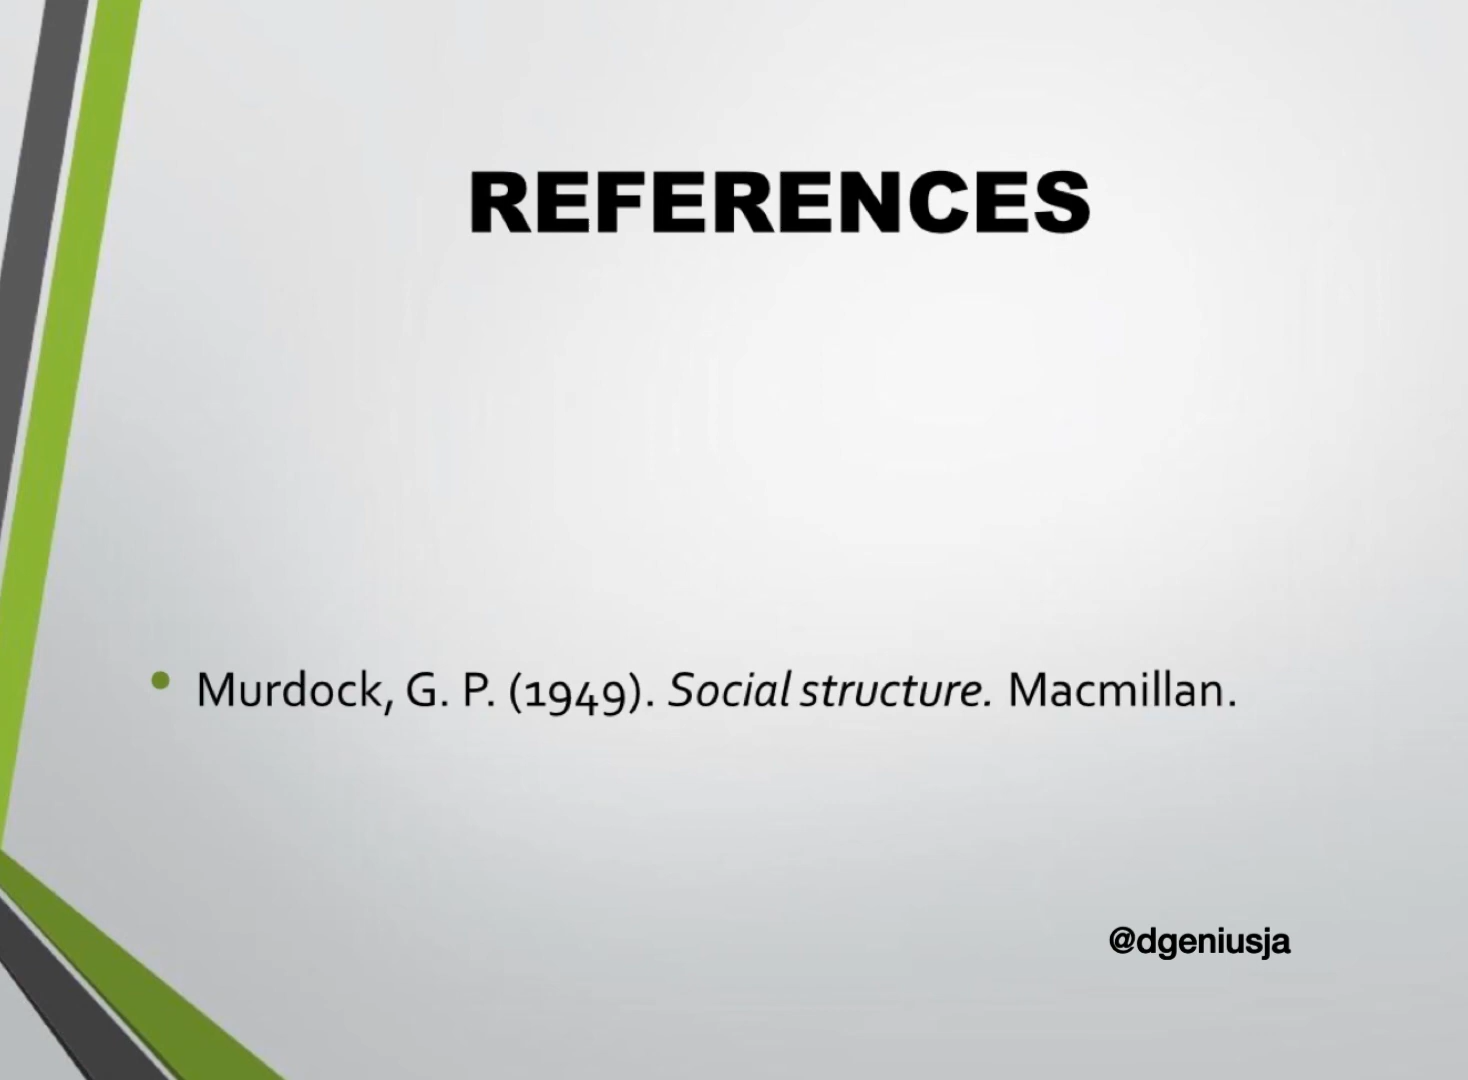 REFERENCES
• Murdock, G. P. (1949). Social structure. Macmillan.
@dgeniusja